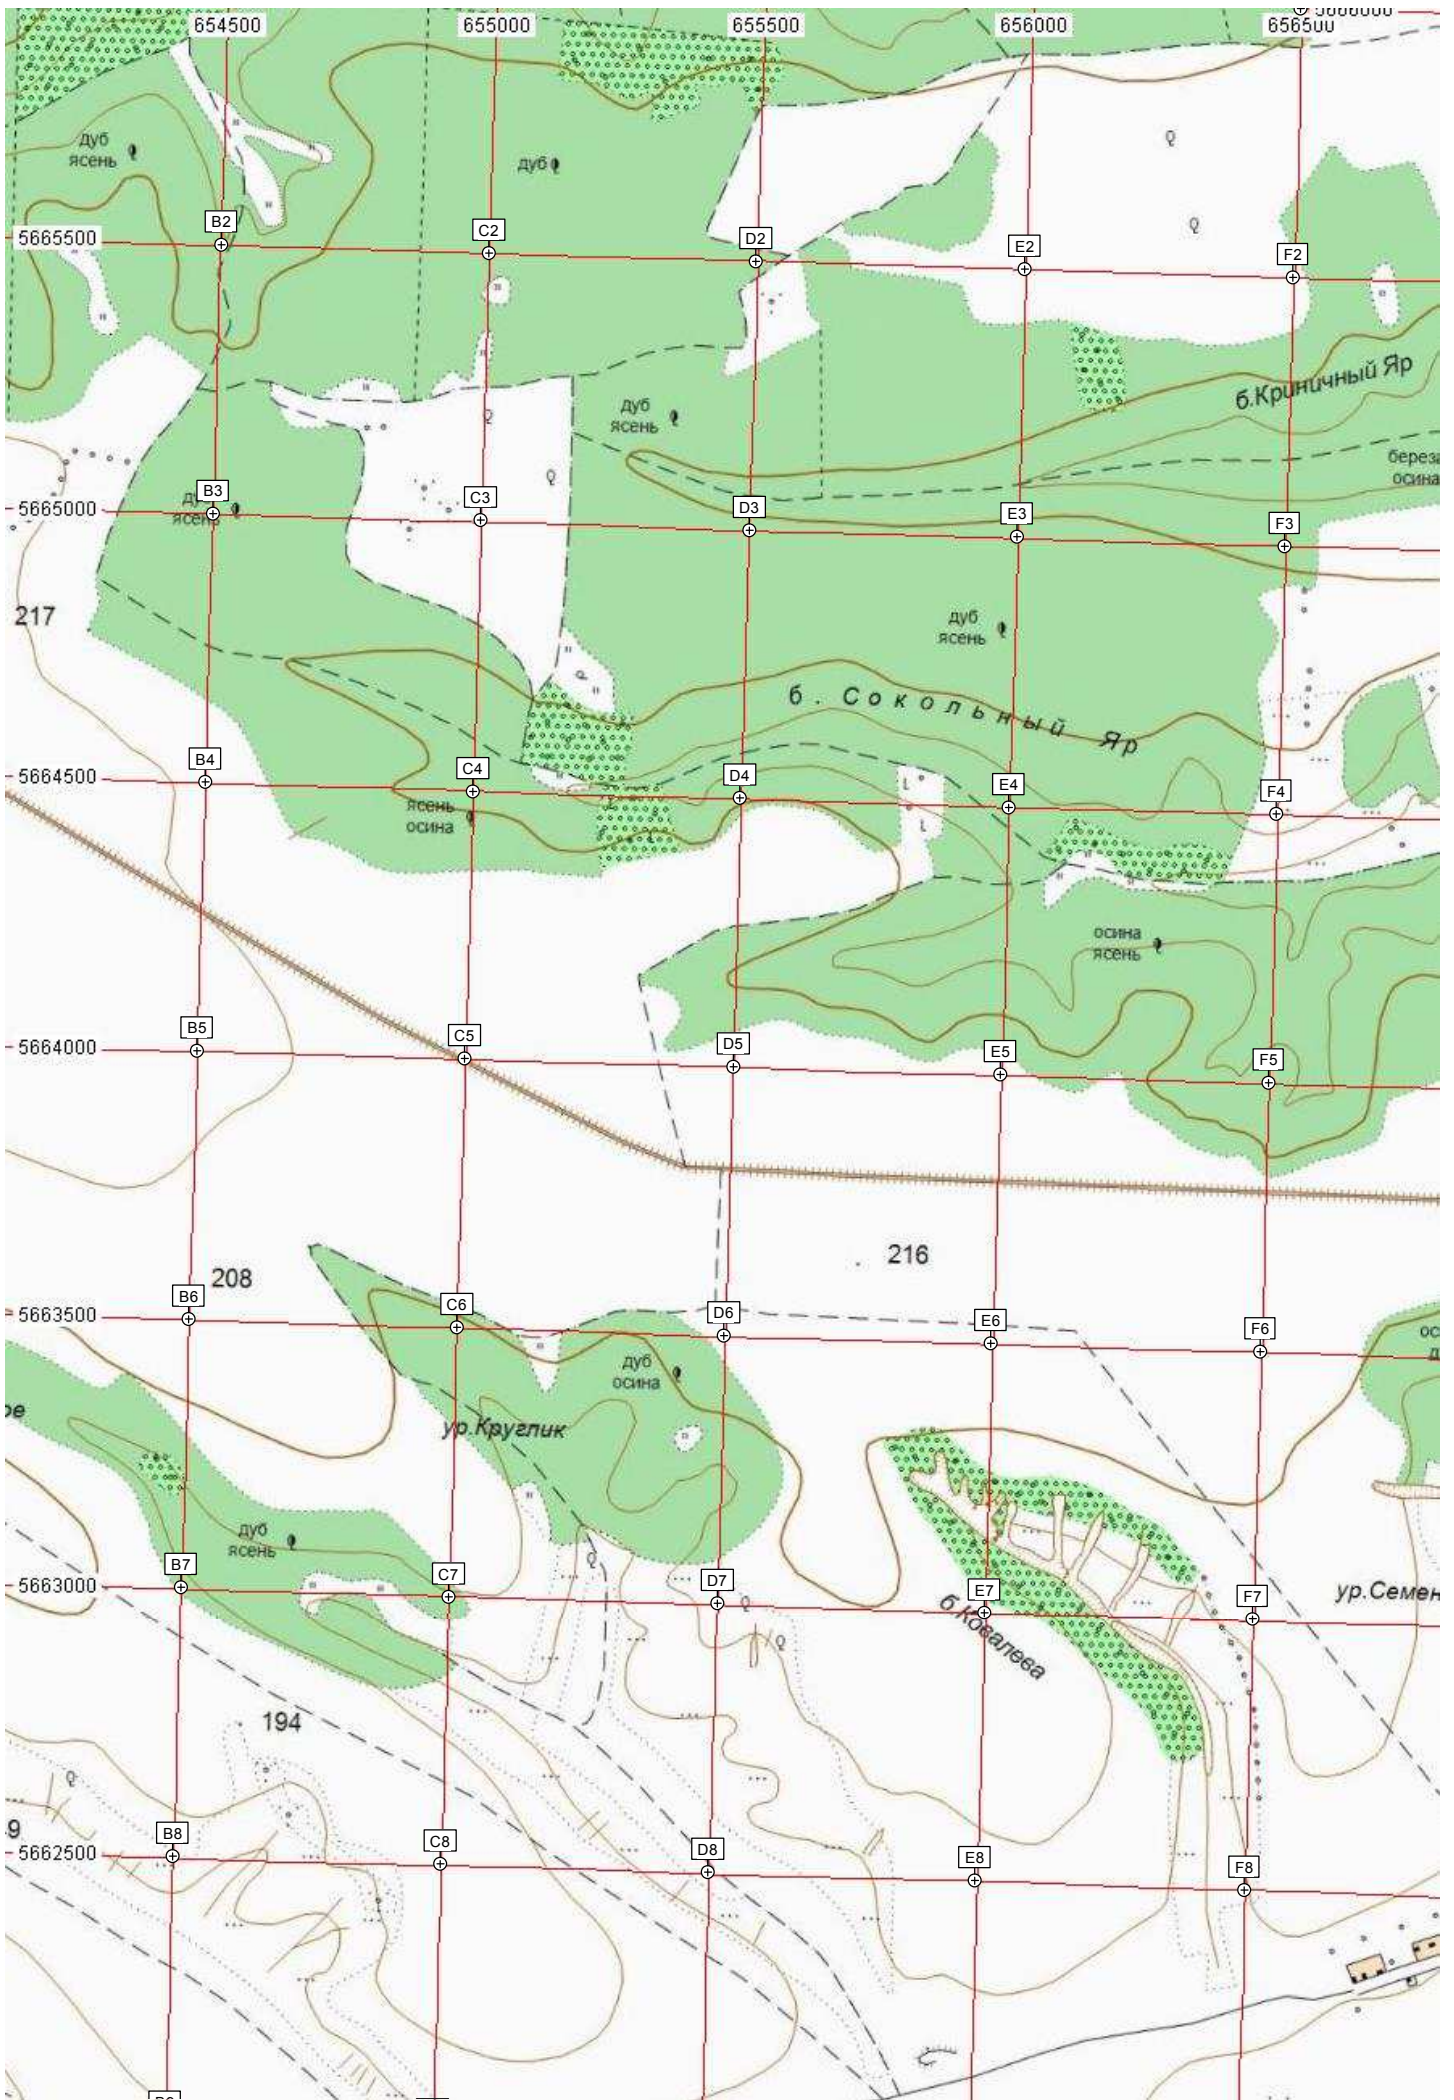 654500 655000 655500 656000 656500 5666000
дуб
ясень
дуб
B2 C2 D2 E2 F2
5665500
б.Криничный Яр
дуб
ясень
береза
осина
B3 C3 D3 E3 F3
5665000
дуб
ясень
217
дуб
ясень
б. Сокольный Яр
B4 C4 D4 E4 F4
5664500
ясень
осина
осина
ясень
B5 C5 D5 E5 F5
5664000
216
208
B6 C6 D6 E6 F6
5663500
дуб
осина
ур.Круглик
дуб
ясень
B7 C7 D7 E7 F7
5663000
ур.Семен
б.Ковалева
194
B8 C8 D8 E8 F8
5662500